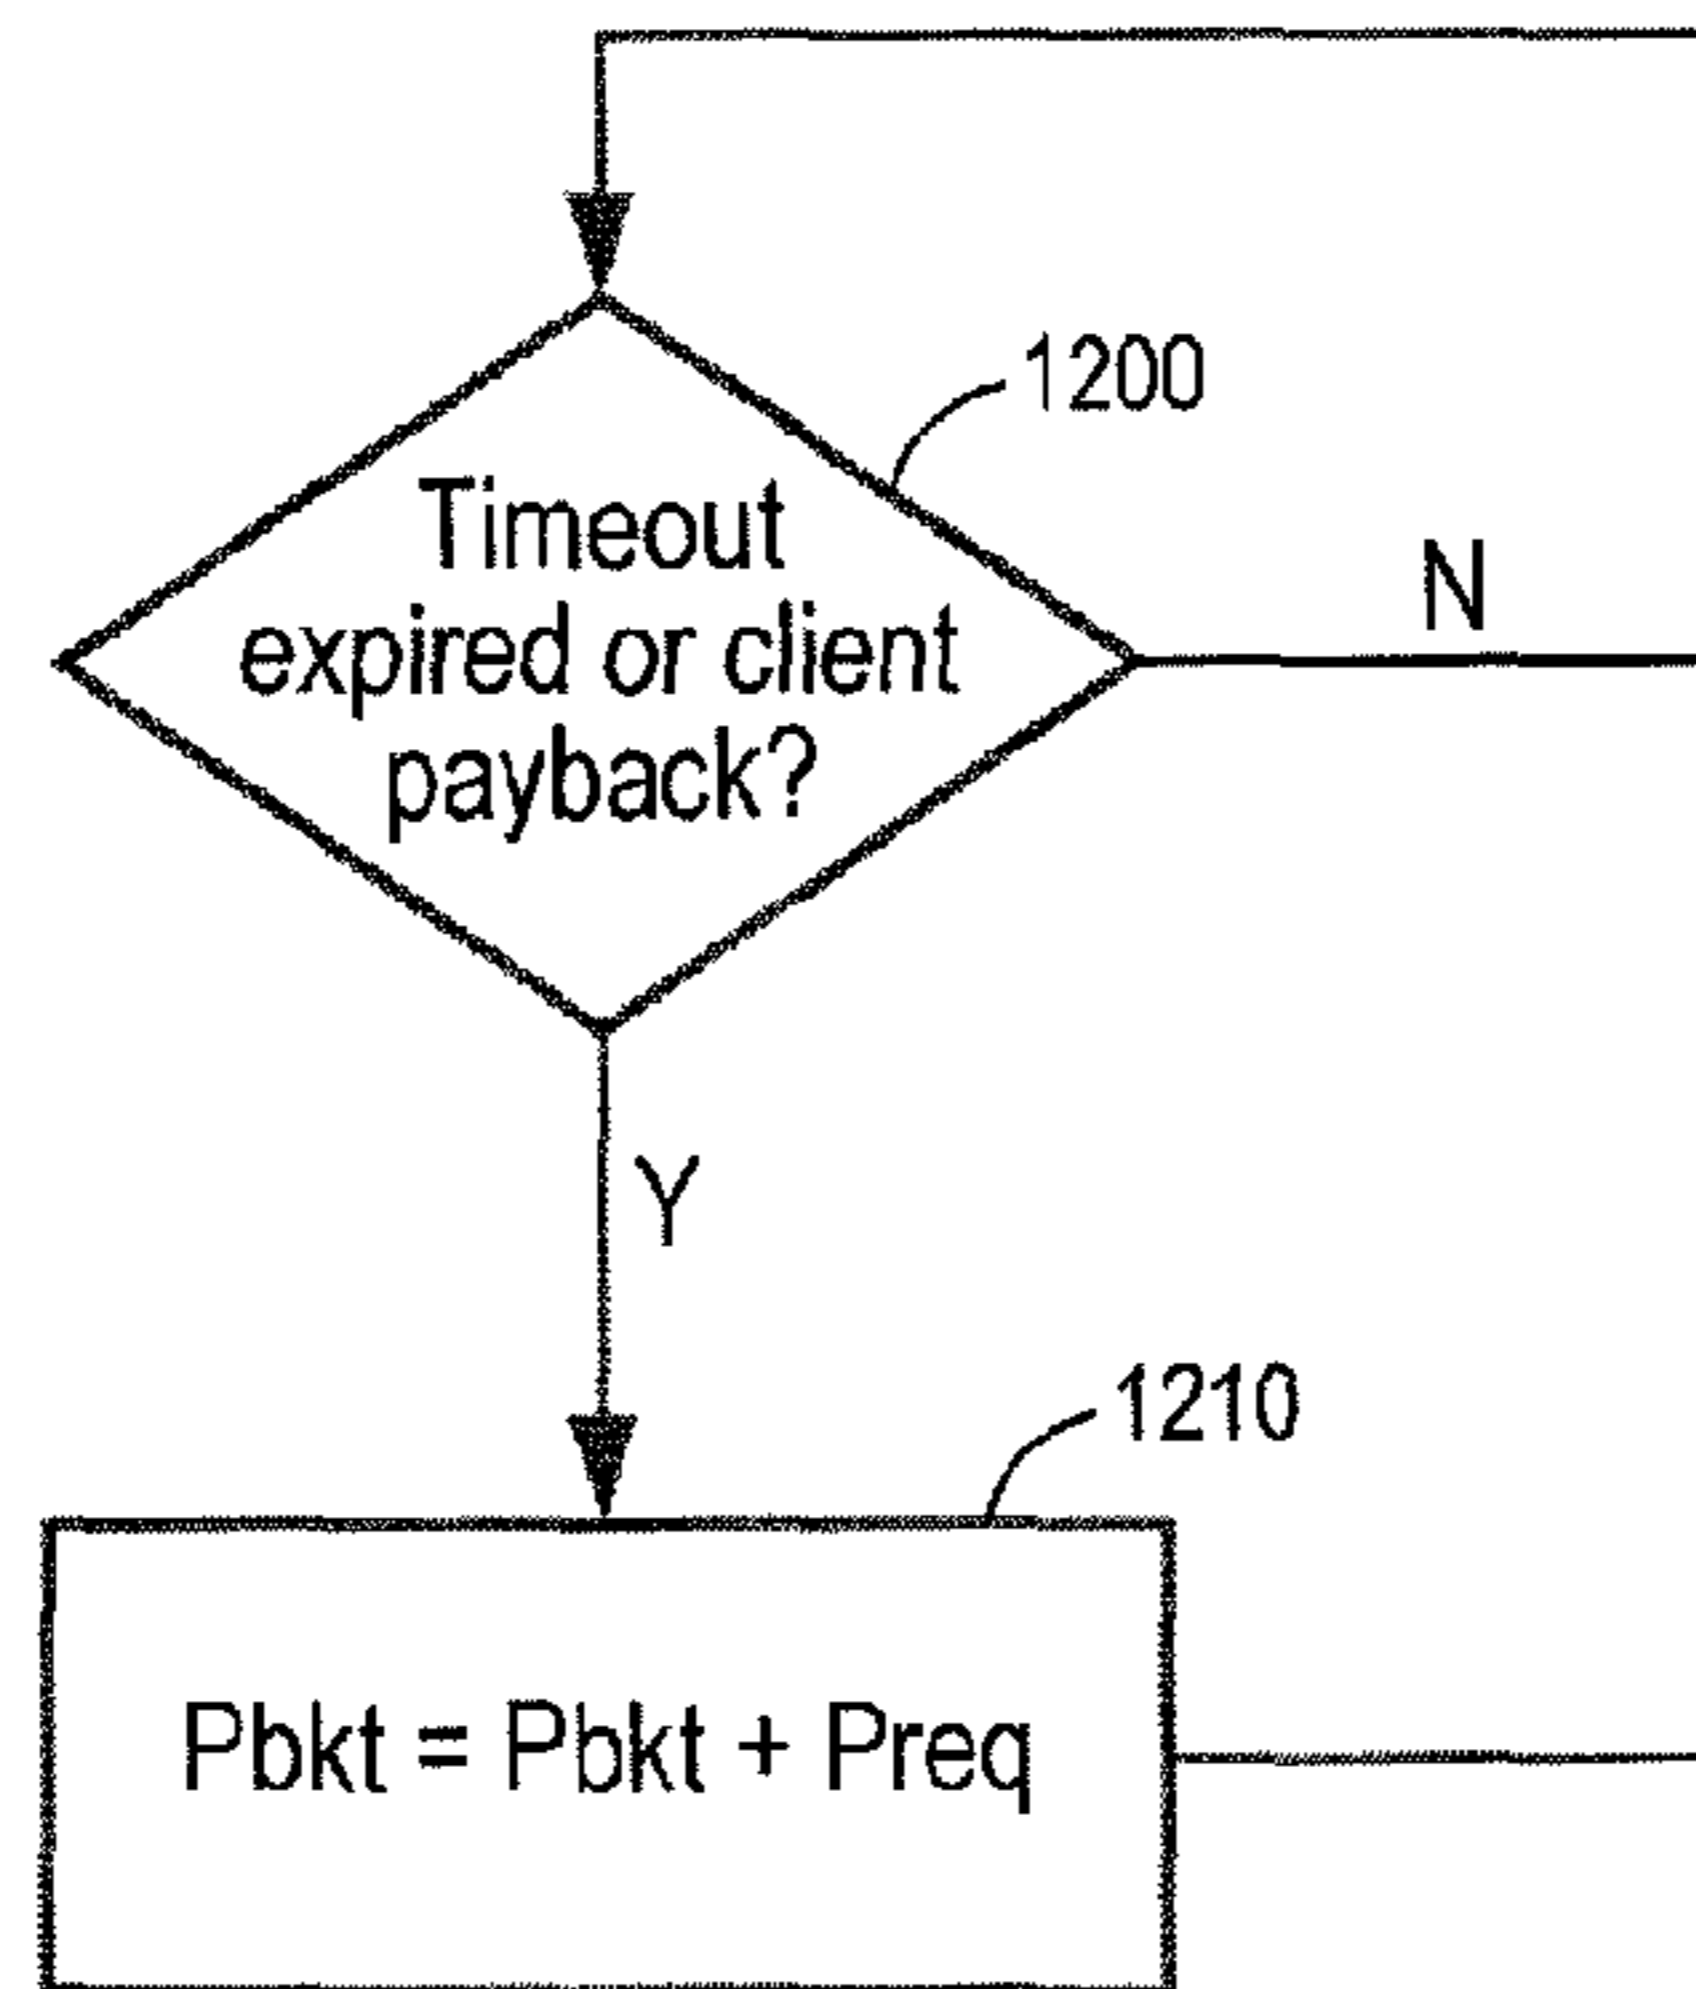 1200
Timeout
expired or client
payback?
N
Y
1210
Pbkt = Pbkt + Preq